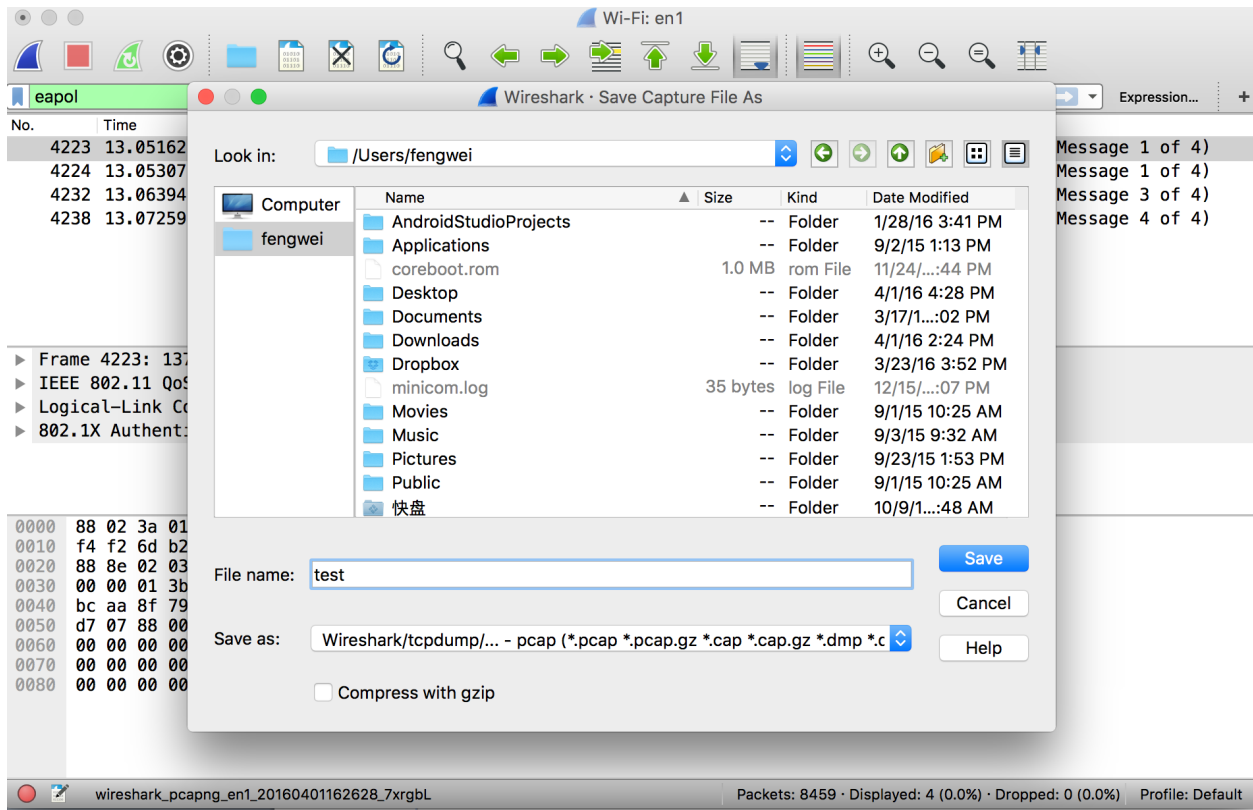 Wi-Fi: en1
eapol
Expression...
+
Wireshark · Save Capture File As
No. Time
4223 13.05162 Message 1 of 4)
4224 13.05307 Message 1 of 4)
4232 13.06394 Message 3 of 4)
4238 13.07259 Message 4 of 4)
Look in: /Users/fengwei
Computer
fengwei
Name Size Kind Date Modified
AndroidStudioProjects -- Folder 1/28/16 3:41 PM
Applications -- Folder 9/2/15 1:13 PM
coreboot.rom 1.0 MB rom File 11/24/...:44 PM
Desktop -- Folder 4/1/16 4:28 PM
Documents -- Folder 3/17/1...:02 PM
Downloads -- Folder 4/1/16 2:24 PM
Dropbox -- Folder 3/23/16 3:52 PM
minicom.log 35 bytes log File 12/15/...:07 PM
Movies -- Folder 9/1/15 10:25 AM
Music -- Folder 9/3/15 9:32 AM
Pictures -- Folder 9/23/15 1:53 PM
Public -- Folder 9/1/15 10:25 AM
快盘 -- Folder 10/9/1...:48 AM
Frame 4223: 137
IEEE 802.11 QoS
Logical-Link Co
802.1X Authenti
0000 88 02 3a 01
0010 f4 f2 6d b2
0020 88 8e 02 03
0030 00 00 01 3b
0040 bc aa 8f 79
0050 d7 07 88 00
0060 00 00 00 00
0070 00 00 00 00
0080 00 00 00 00
File name: test
Save
Cancel
Save as: Wireshark/tcpdump/... - pcap (*.pcap *.pcap.gz *.cap *.cap.gz *.dmp *.c
Help
Compress with gzip
wireshark_pcapng_en1_20160401162628_7xrgbL
Packets: 8459 · Displayed: 4 (0.0%) · Dropped: 0 (0.0%)
Profile: Default